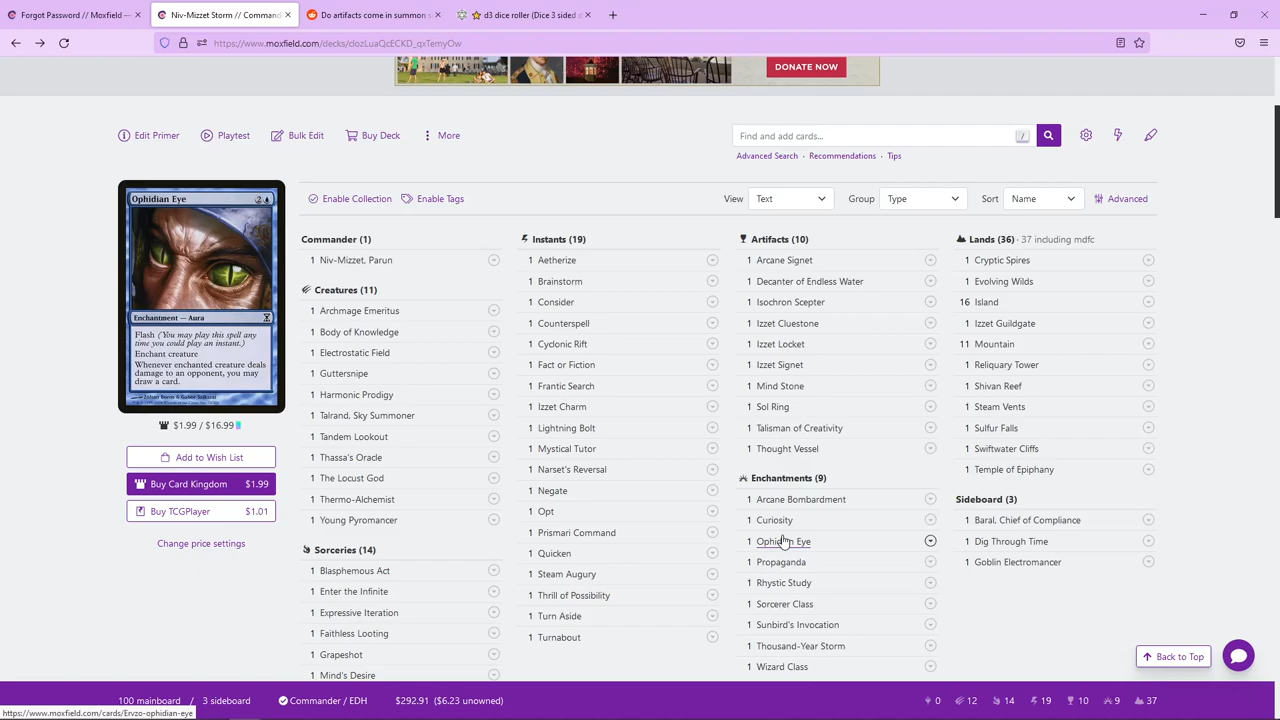 Forgot Password // Moxfield —
Niv-Mizzet Storm // Command
Do artifacts come in summon s
d3 dice roller (Dice 3 sided d
https://www.moxfield.com/decks/clozLuaQcECKD_qxTemyOw
DONATE NOW
Edit Primer
Playtest
Bulk Edit
Buy Deck
More
Find and add cards...
/
Advanced Search · Recommendations · Tips
Ophidian Eye 2
Enchantment — Aura
Flash (You may play this spell any
time you could play an instant.)
Enchant creature
Whenever enchanted creature deals
damage to an opponent, you may
draw a card.
$1.99 / $16.99
Add to Wish List
Buy Card Kingdom $1.99
Buy TCGPlayer $1.01
Change price settings
Enable Collection
Enable Tags
View Text
Group Type
Sort Name
Advanced
Commander (1)
1 Niv-Mizzet, Parun
Creatures (11)
1 Archmage Emeritus
1 Body of Knowledge
1 Electrostatic Field
1 Guttersnipe
1 Harmonic Prodigy
1 Talrand, Sky Summoner
1 Tandem Lookout
1 Thassa's Oracle
1 The Locust God
1 Thermo-Alchemist
1 Young Pyromancer
Sorceries (14)
1 Blasphemous Act
1 Enter the Infinite
1 Expressive Iteration
1 Faithless Looting
1 Grapeshot
1 Mind's Desire
Instants (19)
1 Aetherize
1 Brainstorm
1 Consider
1 Counterspell
1 Cyclonic Rift
1 Fact or Fiction
1 Frantic Search
1 Izzet Charm
1 Lightning Bolt
1 Mystical Tutor
1 Narset's Reversal
1 Negate
1 Opt
1 Prismari Command
1 Quicken
1 Steam Augury
1 Thrill of Possibility
1 Turn Aside
1 Turnabout
Artifacts (10)
1 Arcane Signet
1 Decanter of Endless Water
1 Isochron Scepter
1 Izzet Cluestone
1 Izzet Locket
1 Izzet Signet
1 Mind Stone
1 Sol Ring
1 Talisman of Creativity
1 Thought Vessel
Enchantments (9)
1 Arcane Bombardment
1 Curiosity
1 Ophidian Eye
1 Propaganda
1 Rhystic Study
1 Sorcerer Class
1 Sunbird's Invocation
1 Thousand-Year Storm
1 Wizard Class
Lands (36) · 37 including mdfc
1 Cryptic Spires
1 Evolving Wilds
16 Island
1 Izzet Guildgate
11 Mountain
1 Reliquary Tower
1 Shivan Reef
1 Steam Vents
1 Sulfur Falls
1 Swiftwater Cliffs
1 Temple of Epiphany
Sideboard (3)
1 Baral, Chief of Compliance
1 Dig Through Time
1 Goblin Electromancer
Back to Top
100 mainboard / 3 sideboard
Commander / EDH
$292.91 ($6.23 unowned)
0 12 14 19 10 9 37
https://www.moxfield.com/cards/Ervzo-ophidian-eye